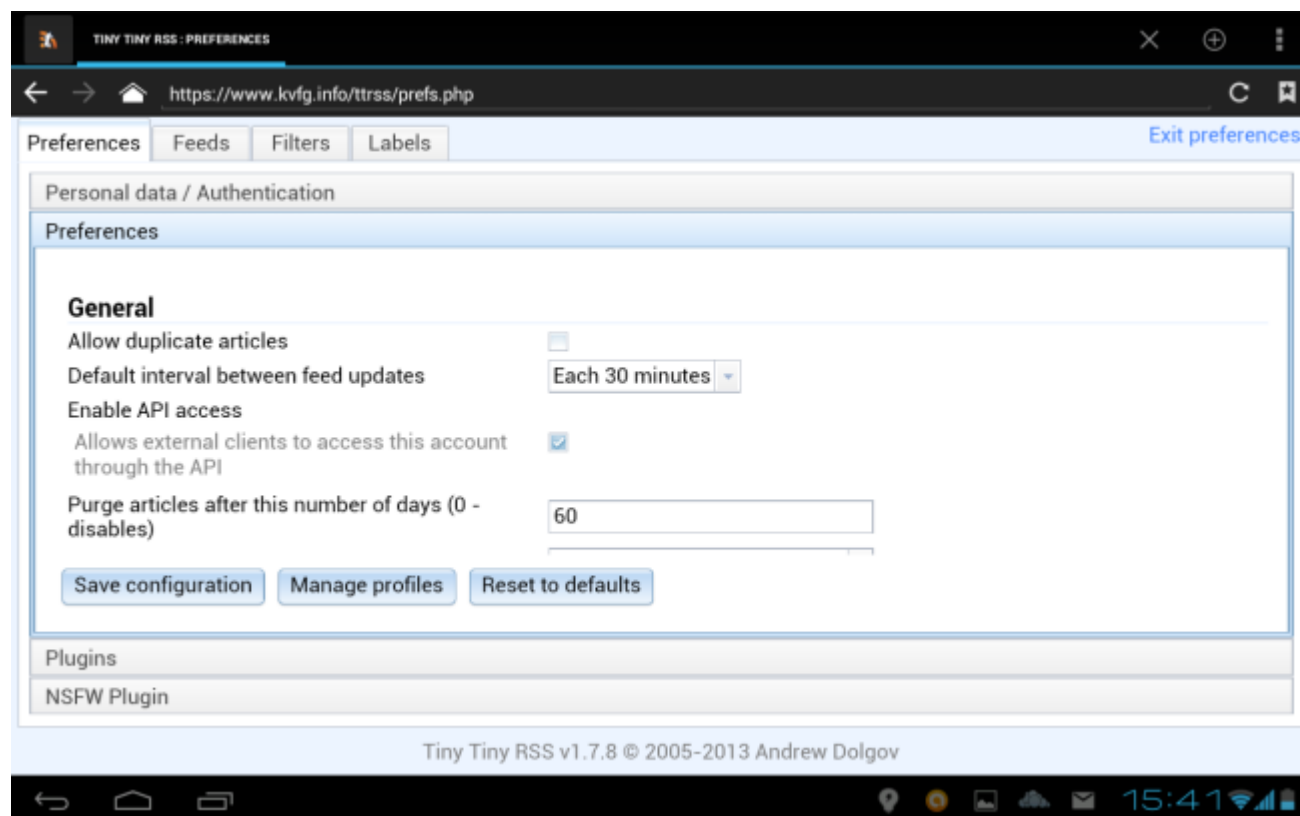 TINY TINY RSS : PREFERENCES
https://www.kvfg.info/ttrss/prefs.php
Preferences Feeds Filters Labels Exit preferences
Personal data / Authentication
Preferences
General
Allow duplicate articles
Default interval between feed updates Each 30 minutes
Enable API access
Allows external clients to access this account
through the API
Purge articles after this number of days (0 -
disables) 60
Save configuration Manage profiles Reset to defaults
Plugins
NSFW Plugin
Tiny Tiny RSS v1.7.8 © 2005-2013 Andrew Dolgov
15:41